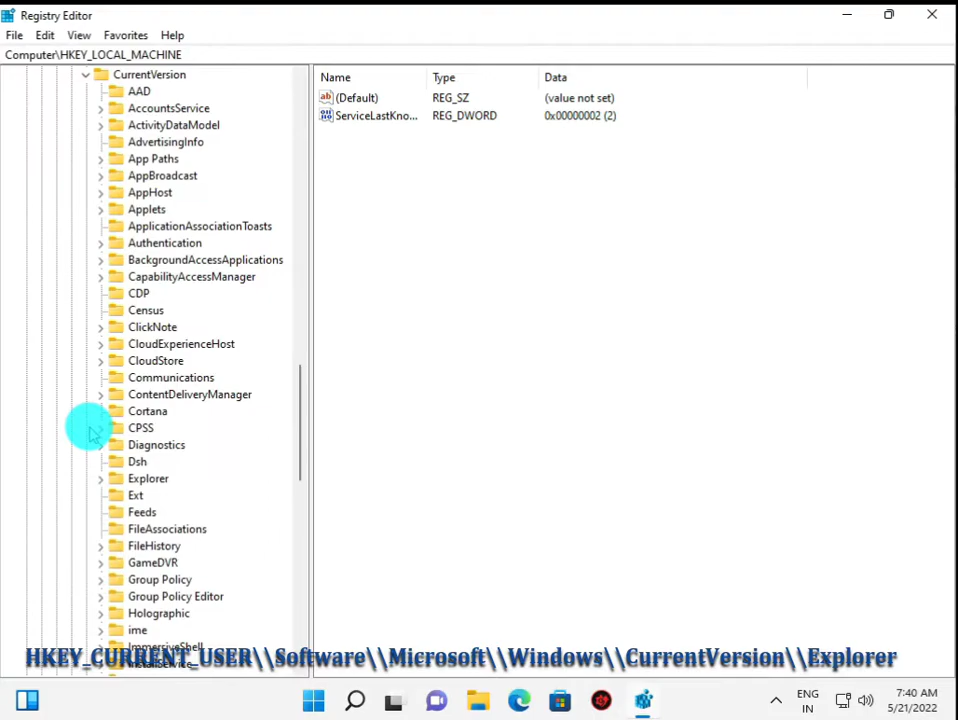 Registry Editor
File Edit View Favorites Help
Computer\HKEY_LOCAL_MACHINE
CurrentVersion
AAD
AccountsService
ActivityDataModel
AdvertisingInfo
App Paths
AppBroadcast
AppHost
Applets
ApplicationAssociationToasts
Authentication
BackgroundAccessApplications
CapabilityAccessManager
CDP
Census
ClickNote
CloudExperienceHost
CloudStore
Communications
ContentDeliveryManager
Cortana
CPSS
Diagnostics
Dsh
Explorer
Ext
Feeds
FileAssociations
FileHistory
GameDVR
Group Policy
Group Policy Editor
Holographic
ime
ImmersiveShell
InstallService
Name Type Data
(Default) REG_SZ (value not set)
ServiceLastKno... REG_DWORD 0x00000002 (2)
HKEY_CURRENT_USER\\Software\\Microsoft\\Windows\\CurrentVersion\\Explorer
ENG
IN
7:40 AM
5/21/2022